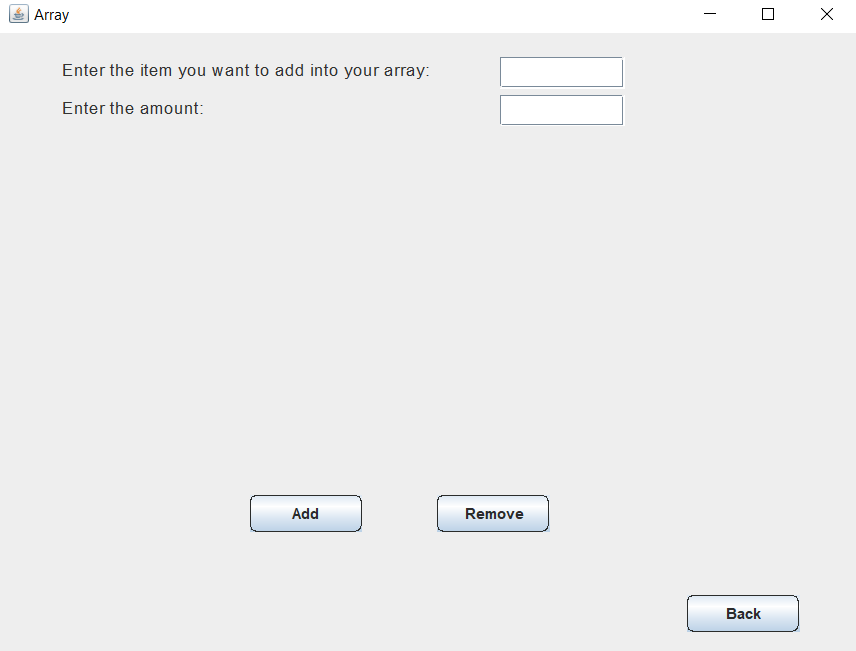 Array
Enter the item you want to add into your array:
Enter the amount:
Add Remove
Back